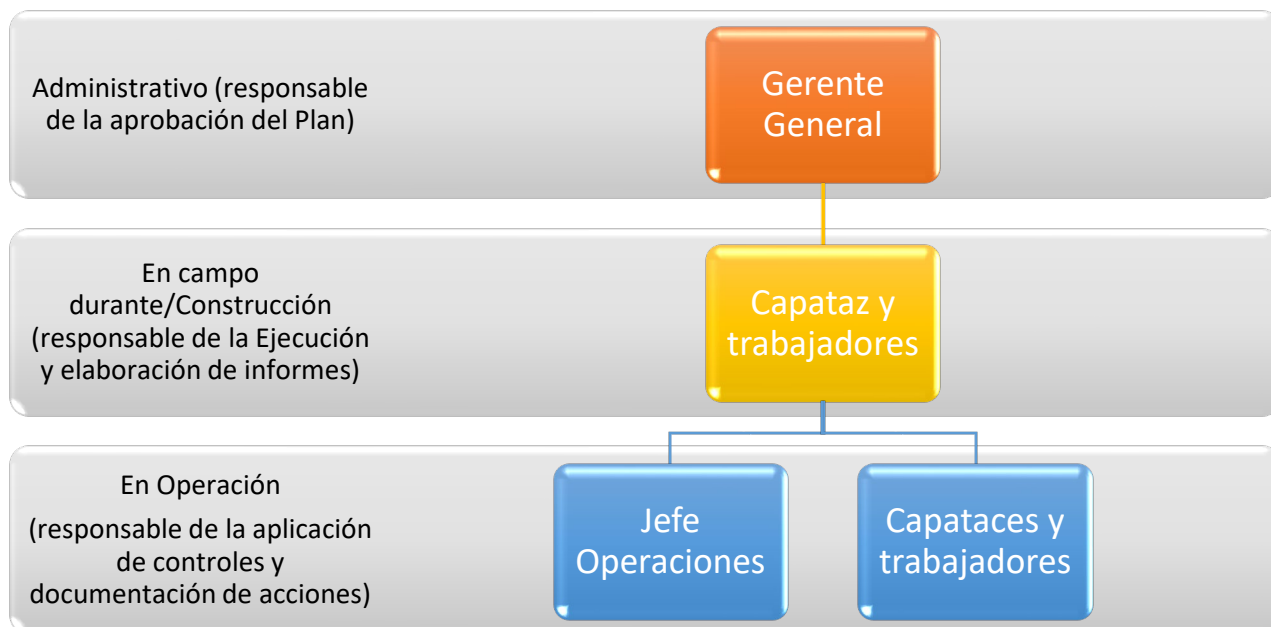 Administrativo (responsable
de la aprobación del Plan)
Gerente
General
En campo
durante/Construcción
(responsable de la Ejecución
y elaboración de informes)
Capataz y
trabajadores
En Operación
(responsable de la aplicación
de controles y
documentación de acciones)
Jefe
Operaciones
Capataces y
trabajadores